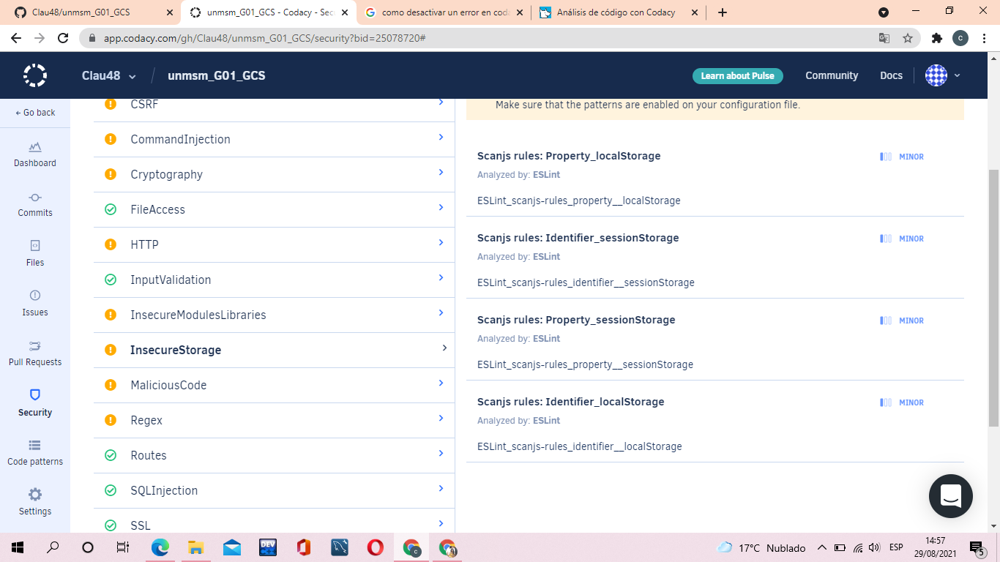 Clau48/unmsm_G01_GCS
unmsm_G01_GCS - Codacy - Sec
como desactivar un error en coda
Análisis de código con Codacy
app.codacy.com/gh/Clau48/unmsm_G01_GCS/security?bid=25078720#
c
Clau48
/
unmsm_G01_GCS
Learn about Pulse
Community
Docs
← Go back
Dashboard
Commits
Files
Issues
Pull Requests
Security
Code patterns
Settings
CSRF
CommandInjection
Cryptography
FileAccess
HTTP
InputValidation
InsecureModulesLibraries
InsecureStorage
MaliciousCode
Regex
Routes
SQLInjection
SSL
Make sure that the patterns are enabled on your configuration file.
Scanjs rules: Property_localStorage
MINOR
Analyzed by: ESLint
ESLint_scanjs-rules_property__localStorage
Scanjs rules: Identifier_sessionStorage
MINOR
Analyzed by: ESLint
ESLint_scanjs-rules_identifier__sessionStorage
Scanjs rules: Property_sessionStorage
MINOR
Analyzed by: ESLint
ESLint_scanjs-rules_property__sessionStorage
Scanjs rules: Identifier_localStorage
MINOR
Analyzed by: ESLint
ESLint_scanjs-rules_identifier__localStorage
DEV
c
17°C Nublado
ESP
14:57
29/08/2021
5